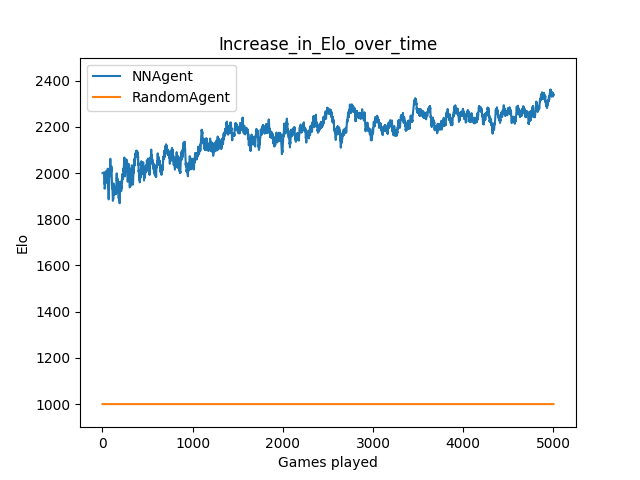 Increase_in_Elo_over_time
NNAgent
RandomAgent
2400
2200
2000
1800
1600
1400
1200
1000
Elo
0 1000 2000 3000 4000 5000
Games played